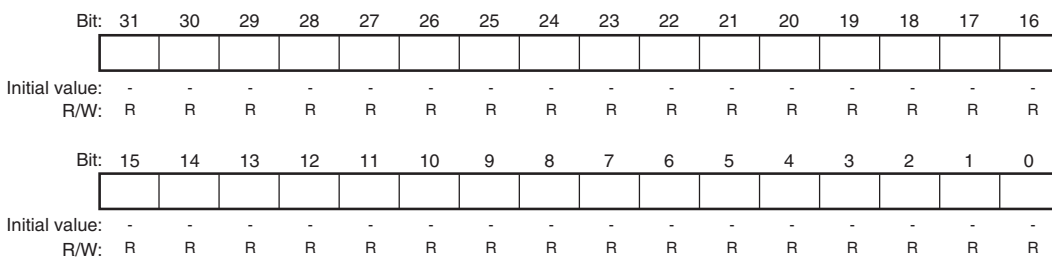 Bit: 31 30 29 28 27 26 25 24 23 22 21 20 19 18 17 16
Initial value: - - - - - - - - - - - - - - - -
R/W: R R R R R R R R R R R R R R R R
Bit: 15 14 13 12 11 10 9 8 7 6 5 4 3 2 1 0
Initial value: - - - - - - - - - - - - - - - -
R/W: R R R R R R R R R R R R R R R R